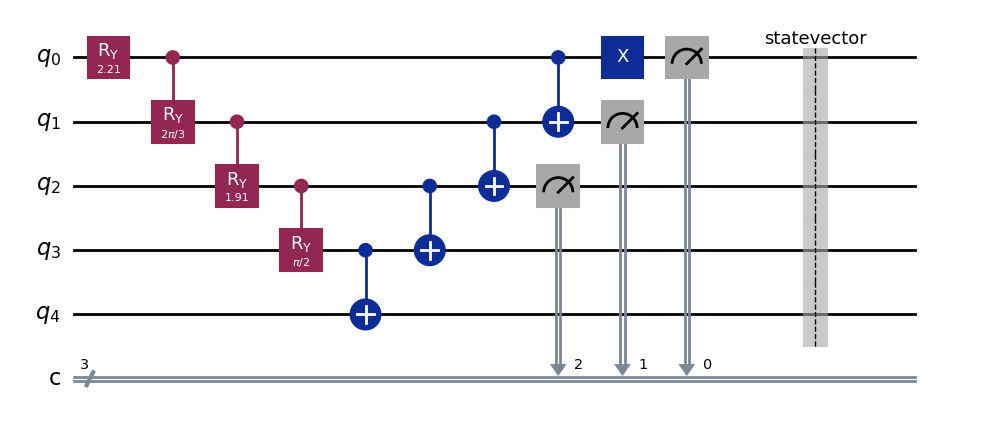 statevector
q0 RY 2.21 X
q1 RY 2π/3
q2 RY 1.91
q3 RY π/2
q4
c 3 2 1 0